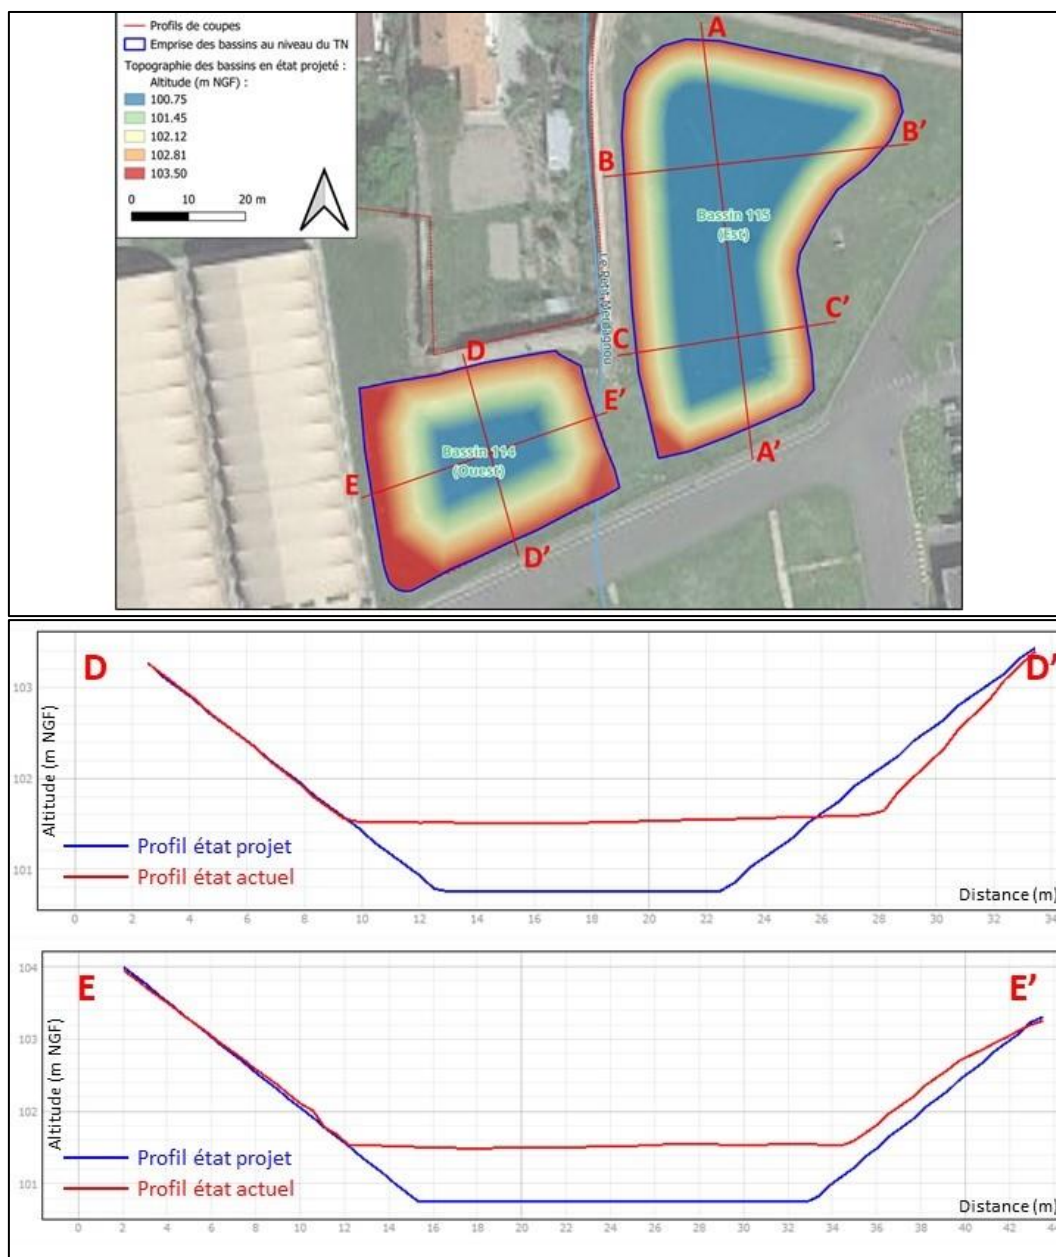 Profils de coupes
Emprise des bassins au niveau du TN
Topographie des bassins en état projeté :
Altitude (m NGF) :
100.75
101.45
102.12
102.81
103.50
0 10 20 m
A
B
B'
Bassin 115
(Est)
C
C'
A'
D
E'
Bassin 114
(Ouest)
E
D'
D
D'
Altitude (m NGF)
103
102
101
Profil état projet
Profil état actuel
Distance (m)
0 2 4 6 8 10 12 14 16 18 20 22 24 26 28 30 32 34
E
E'
Altitude (m NGF)
104
103
102
101
Profil état projet
Profil état actuel
Distance (m)
0 2 4 6 8 10 12 14 16 18 20 22 24 26 28 30 32 34 36 38 40 42